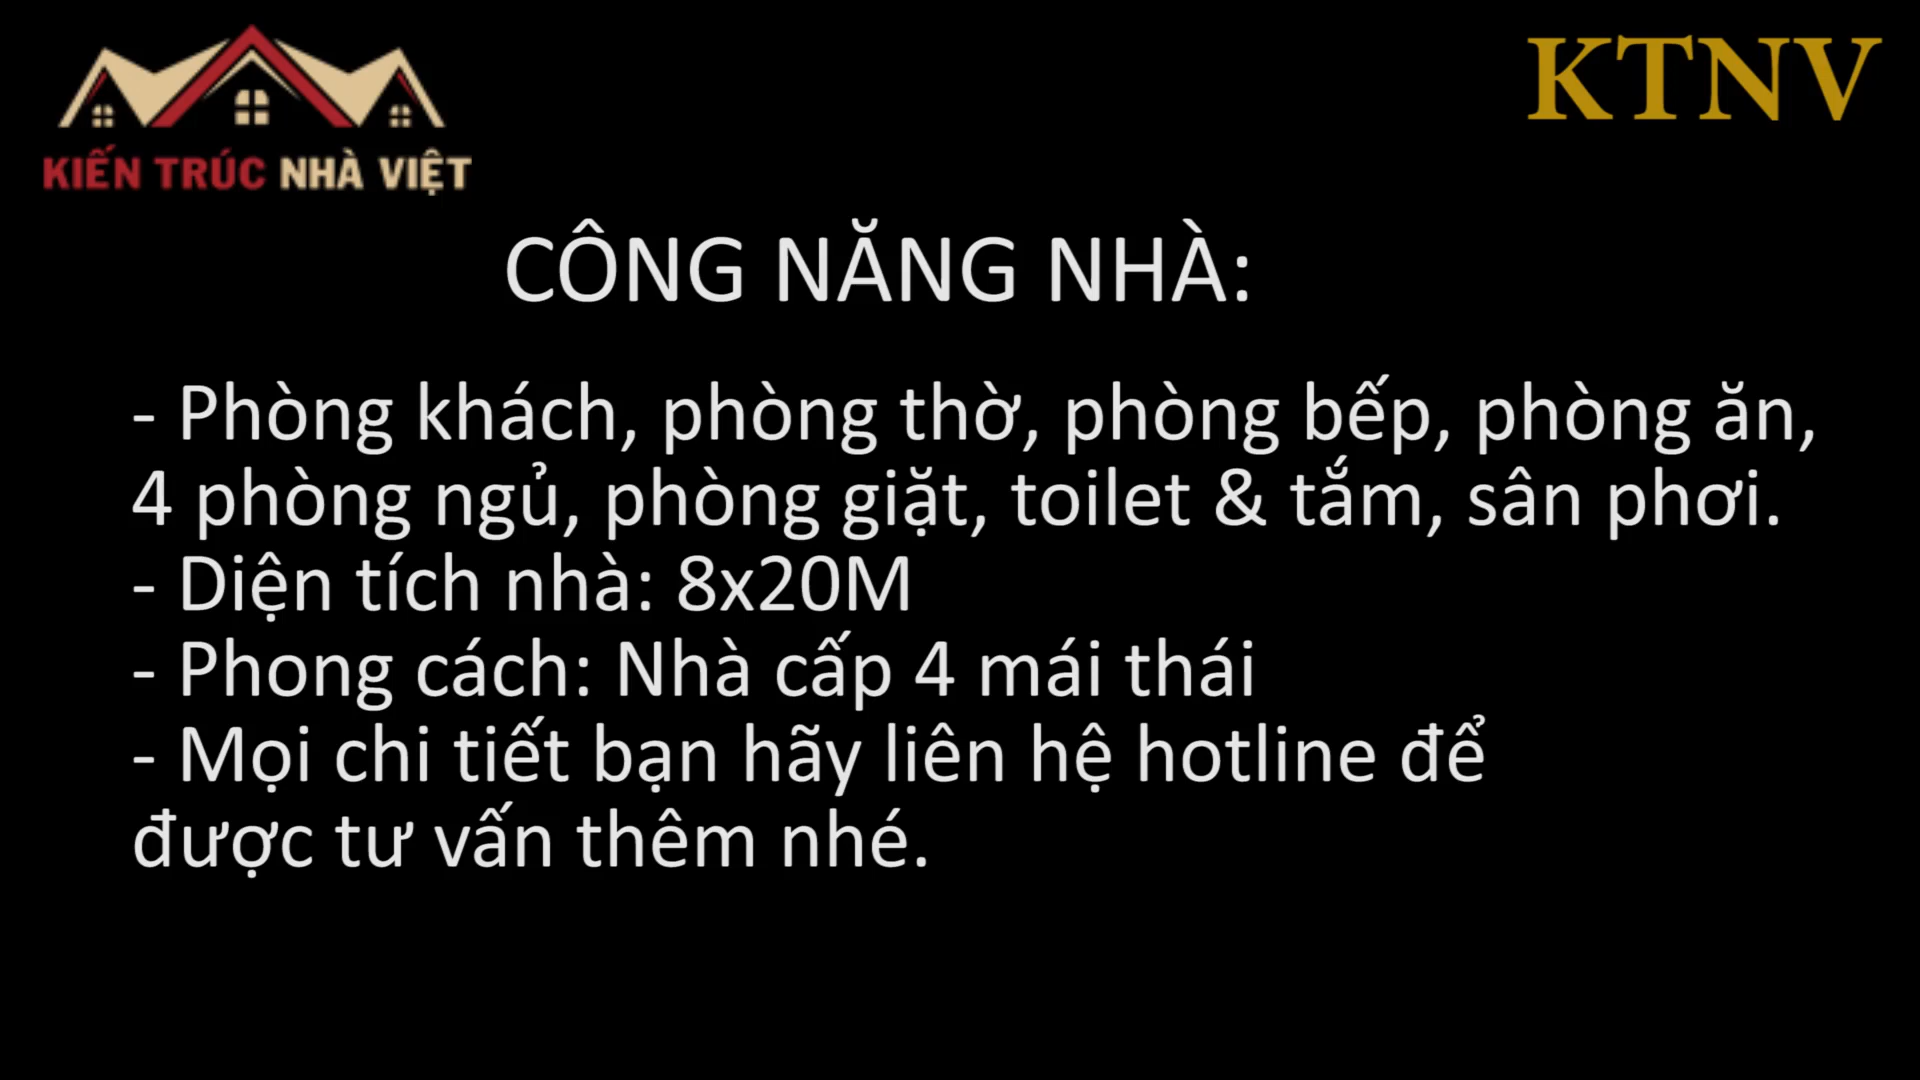 KIẾN TRÚC NHÀ VIỆT
KTNV
CÔNG NĂNG NHÀ:
- Phòng khách, phòng thờ, phòng bếp, phòng ăn,
4 phòng ngủ, phòng giặt, toilet & tắm, sân phơi.
- Diện tích nhà: 8x20M
- Phong cách: Nhà cấp 4 mái thái
- Mọi chi tiết bạn hãy liên hệ hotline để
được tư vấn thêm nhé.